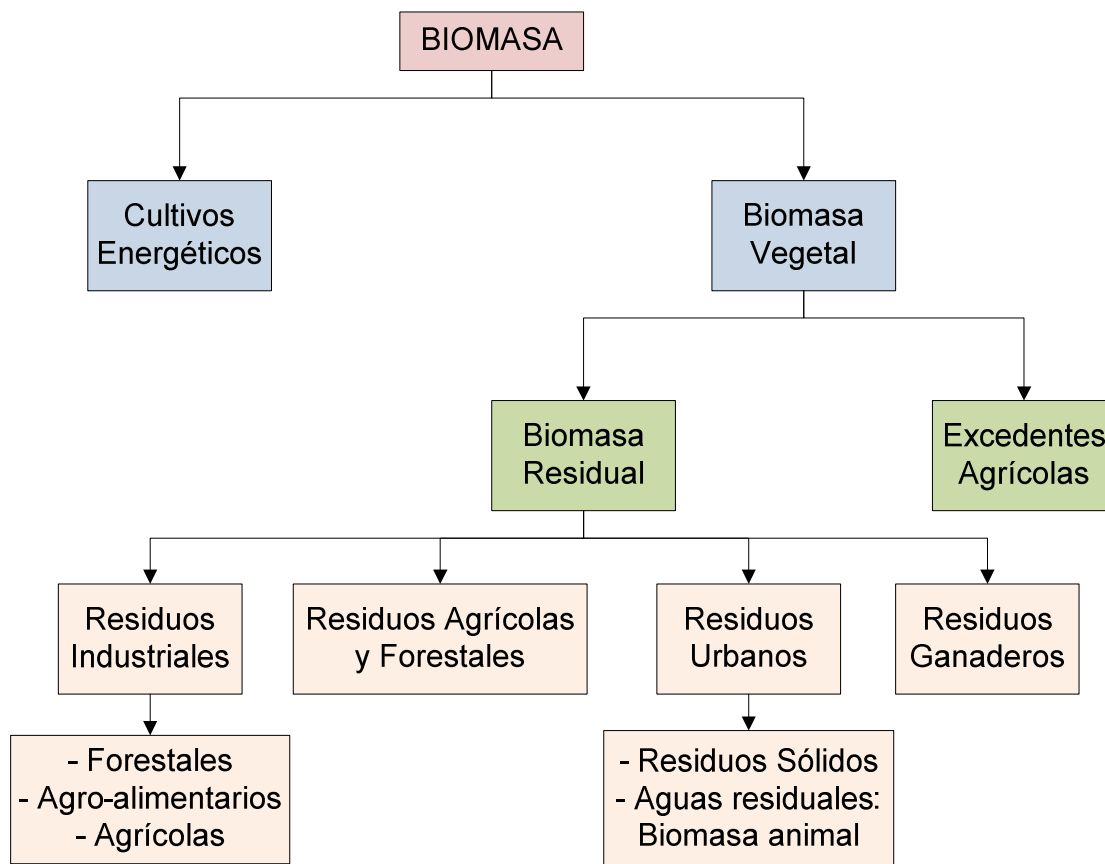 BIOMASA
Cultivos
Energéticos
Biomasa
Vegetal
Biomasa
Residual
Excedentes
Agrícolas
Residuos
Industriales
Residuos Agrícolas
y Forestales
Residuos
Urbanos
Residuos
Ganaderos
- Forestales
- Agro-alimentarios
- Agrícolas
- Residuos Sólidos
- Aguas residuales:
Biomasa animal